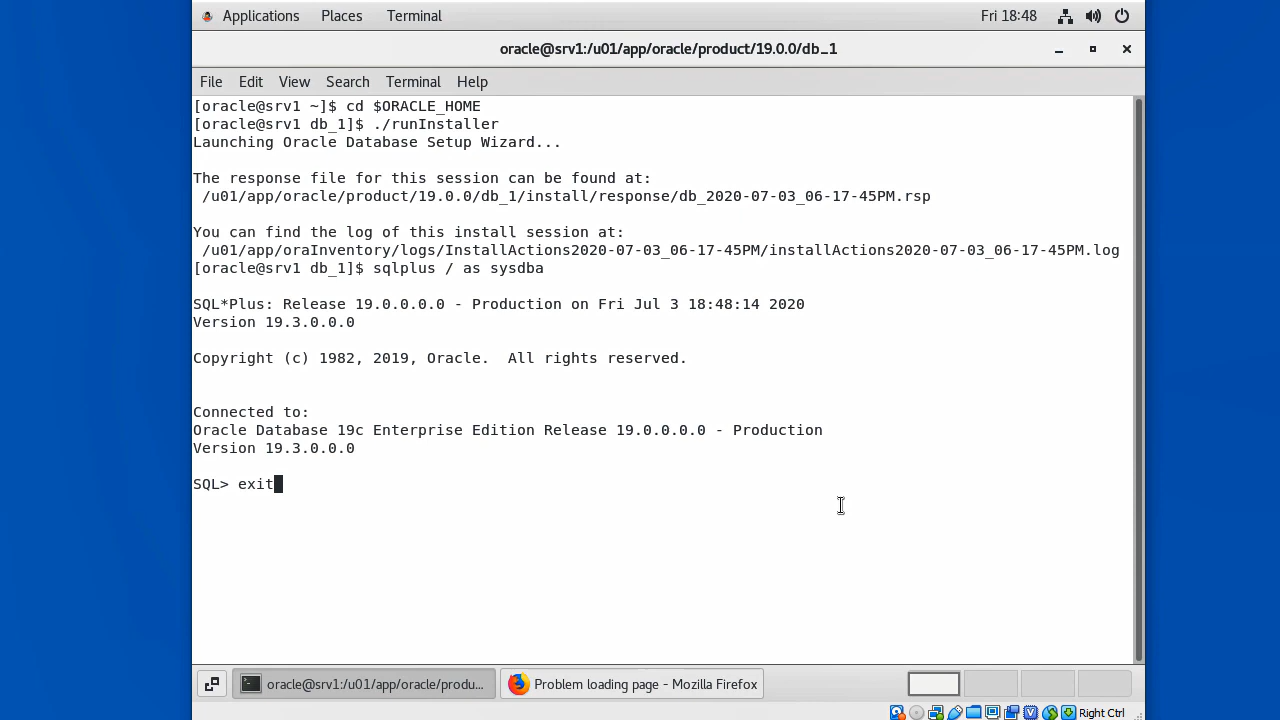 Applications Places Terminal Fri 18:48
oracle@srv1:/u01/app/oracle/product/19.0.0/db_1
File Edit View Search Terminal Help
[oracle@srv1 ~]$ cd $ORACLE_HOME
[oracle@srv1 db_1]$ ./runInstaller
Launching Oracle Database Setup Wizard...
The response file for this session can be found at:
/u01/app/oracle/product/19.0.0/db_1/install/response/db_2020-07-03_06-17-45PM.rsp
You can find the log of this install session at:
/u01/app/oraInventory/logs/InstallActions2020-07-03_06-17-45PM/installActions2020-07-03_06-17-45PM.log
[oracle@srv1 db_1]$ sqlplus / as sysdba
SQL*Plus: Release 19.0.0.0.0 - Production on Fri Jul 3 18:48:14 2020
Version 19.3.0.0.0
Copyright (c) 1982, 2019, Oracle.  All rights reserved.
Connected to:
Oracle Database 19c Enterprise Edition Release 19.0.0.0.0 - Production
Version 19.3.0.0.0
SQL> exit
oracle@srv1:/u01/app/oracle/produ... Problem loading page - Mozilla Firefox
Right Ctrl